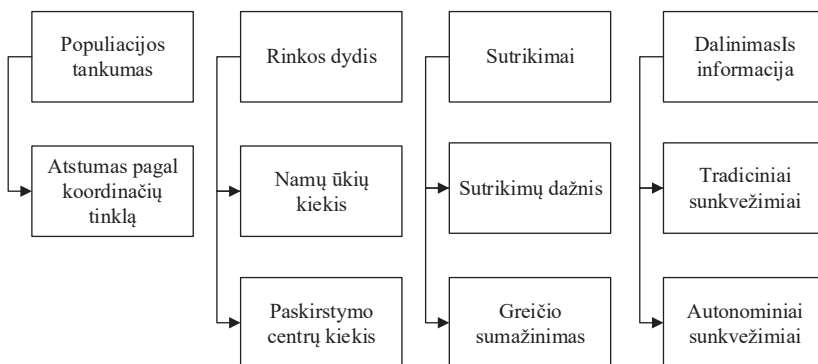 Populiacijos
tankumas
Atstumas pagal
koordinačių
tinklą
Rinkos dydis
Namų ūkių
kiekis
Paskirstymo
centrų kiekis
Sutrikimai
Sutrikimų dažnis
Greičio
sumažinimas
DalinimasIs
informacija
Tradiciniai
sunkvežimiai
Autonominiai
sunkvežimiai